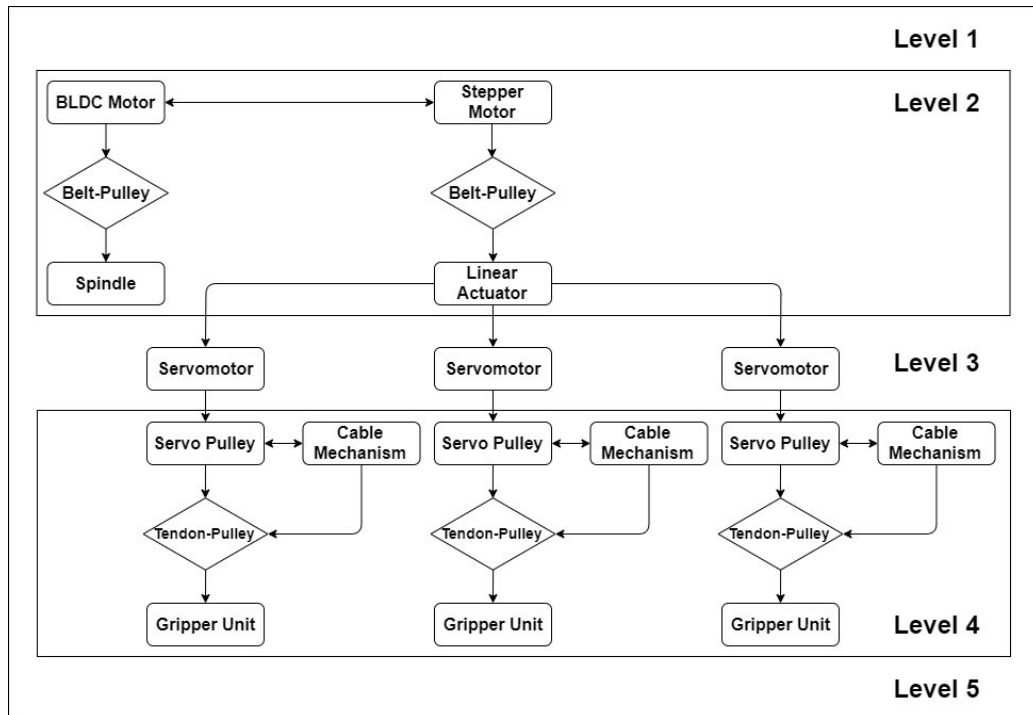 Level 1
Level 2
BLDC Motor
Stepper
Motor
Belt-Pulley
Belt-Pulley
Spindle
Linear
Actuator
Level 3
Servomotor
Servomotor
Servomotor
Servo Pulley
Cable
Mechanism
Servo Pulley
Cable
Mechanism
Servo Pulley
Cable
Mechanism
Tendon-Pulley
Tendon-Pulley
Tendon-Pulley
Gripper Unit
Gripper Unit
Gripper Unit
Level 4
Level 5